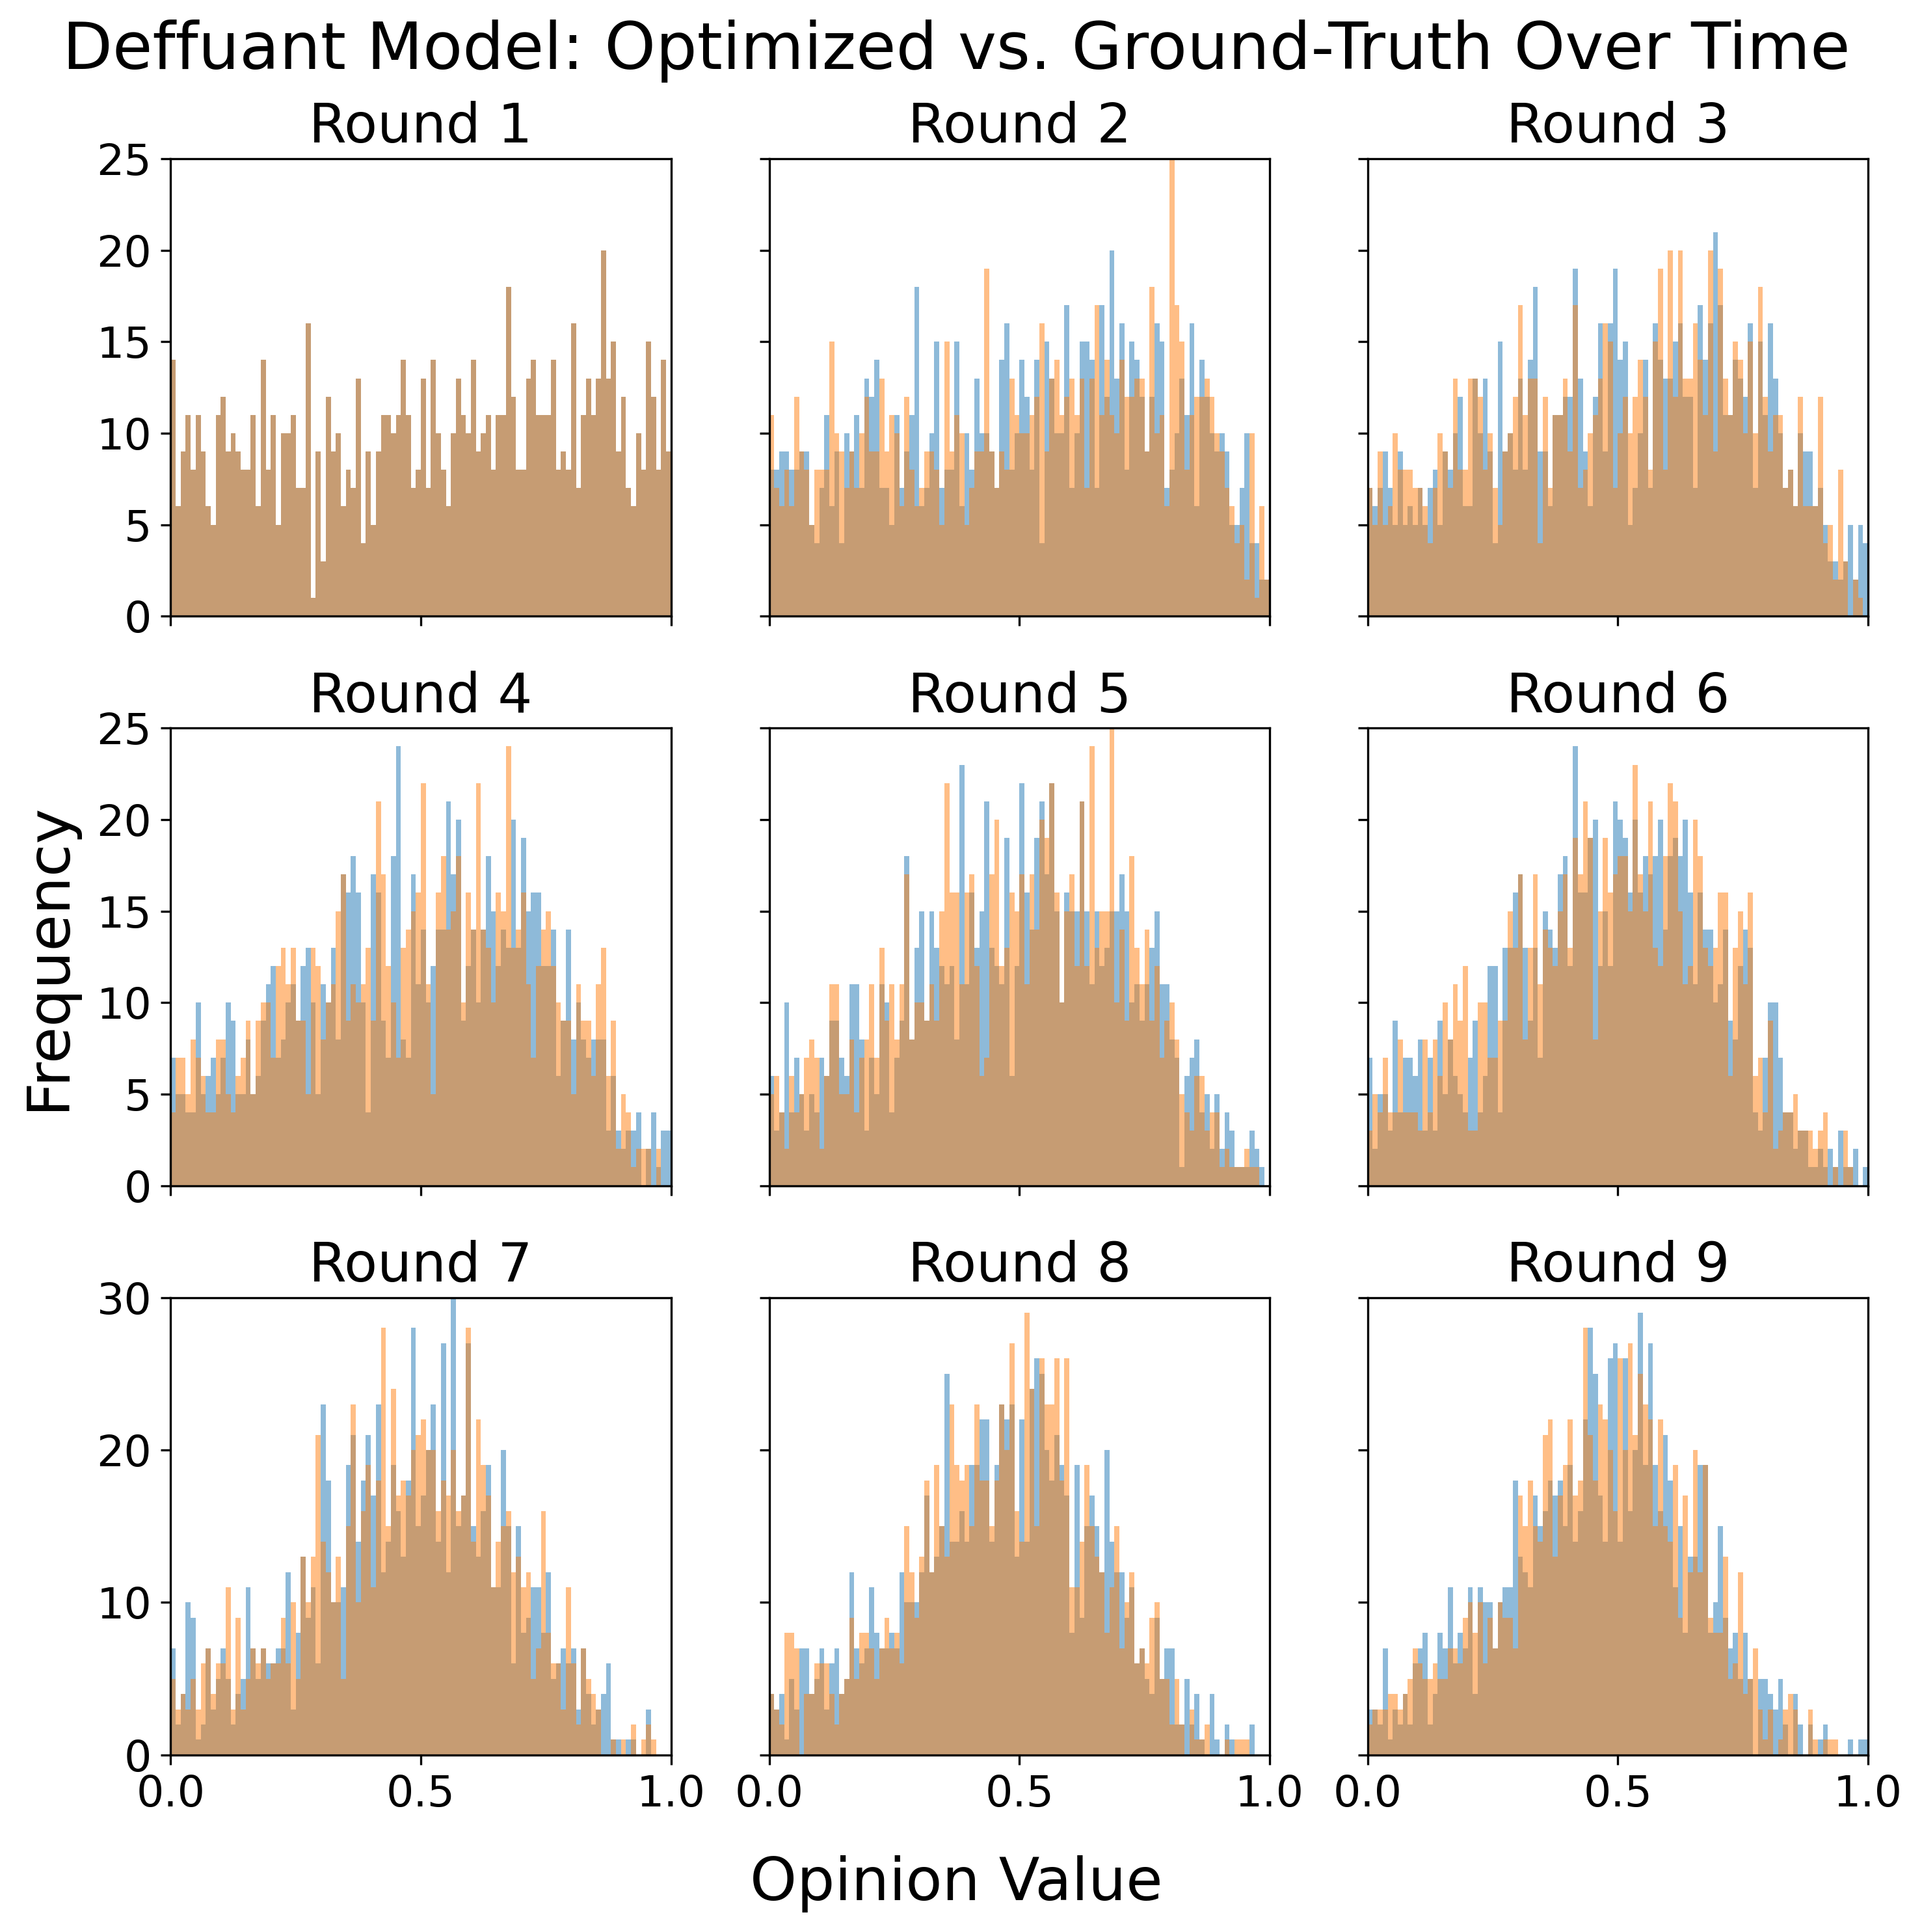 Deffuant Model: Optimized vs. Ground-Truth Over Time
Round 1
Round 2
Round 3
25
20
15
10
5
0
Round 4
Round 5
Round 6
25
20
15
10
5
0
Frequency
Round 7
Round 8
Round 9
30
20
10
0
0.0 0.5 1.0 0.0 0.5 1.0 0.0 0.5 1.0
Opinion Value